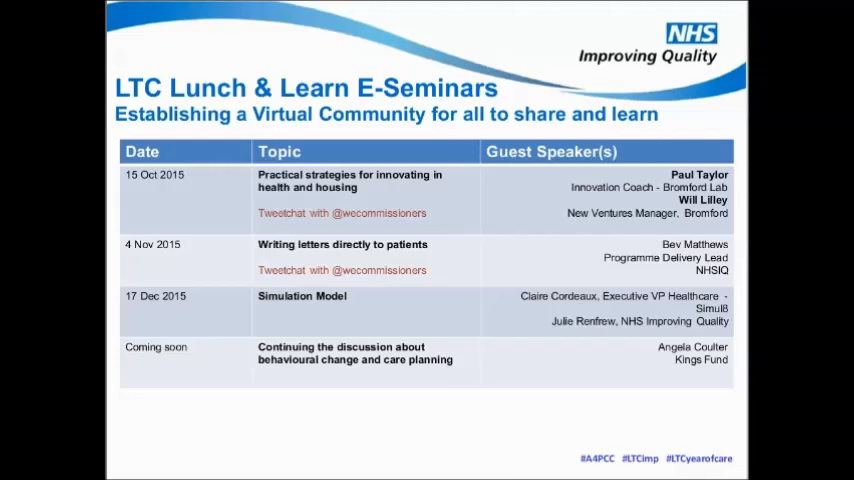 NHS
Improving Quality
LTC Lunch & Learn E-Seminars
Establishing a Virtual Community for all to share and learn
Date Topic Guest Speaker(s)
15 Oct 2015 Practical strategies for innovating in Paul Taylor
health and housing Innovation Coach - Bromford Lab
Will Lilley
Tweetchat with @wecommissioners New Ventures Manager, Bromford
4 Nov 2015 Writing letters directly to patients Bev Matthews
Programme Delivery Lead
Tweetchat with @wecommissioners NHSIQ
17 Dec 2015 Simulation Model Claire Cordeaux, Executive VP Healthcare -
Simul8
Julie Renfrew, NHS Improving Quality
Coming soon Continuing the discussion about Angela Coulter
behavioural change and care planning Kings Fund
#A4PCC #LTCimp #LTCyearofcare